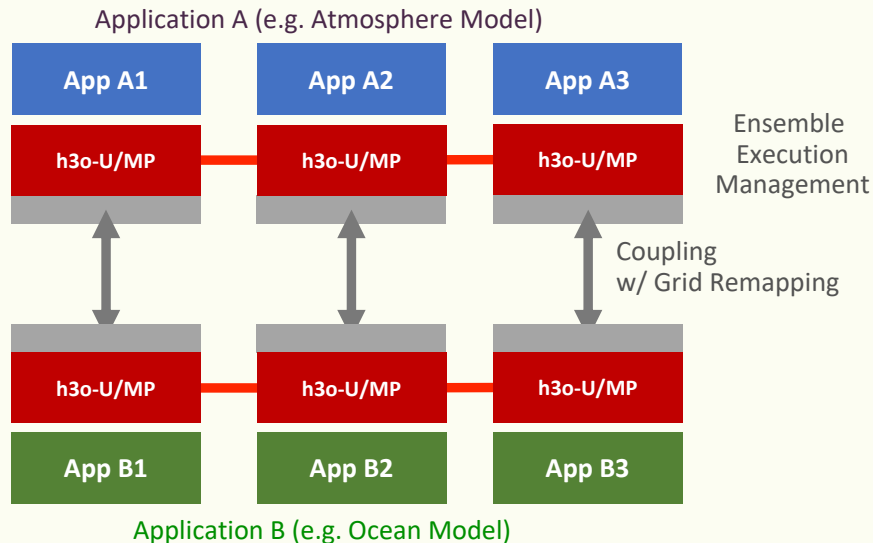 Application A (e.g. Atmosphere Model)
App A1
App A2
App A3
h3o-U/MP
h3o-U/MP
h3o-U/MP
Ensemble
Execution
Management
Coupling
w/ Grid Remapping
h3o-U/MP
h3o-U/MP
h3o-U/MP
App B1
App B2
App B3
Application B (e.g. Ocean Model)